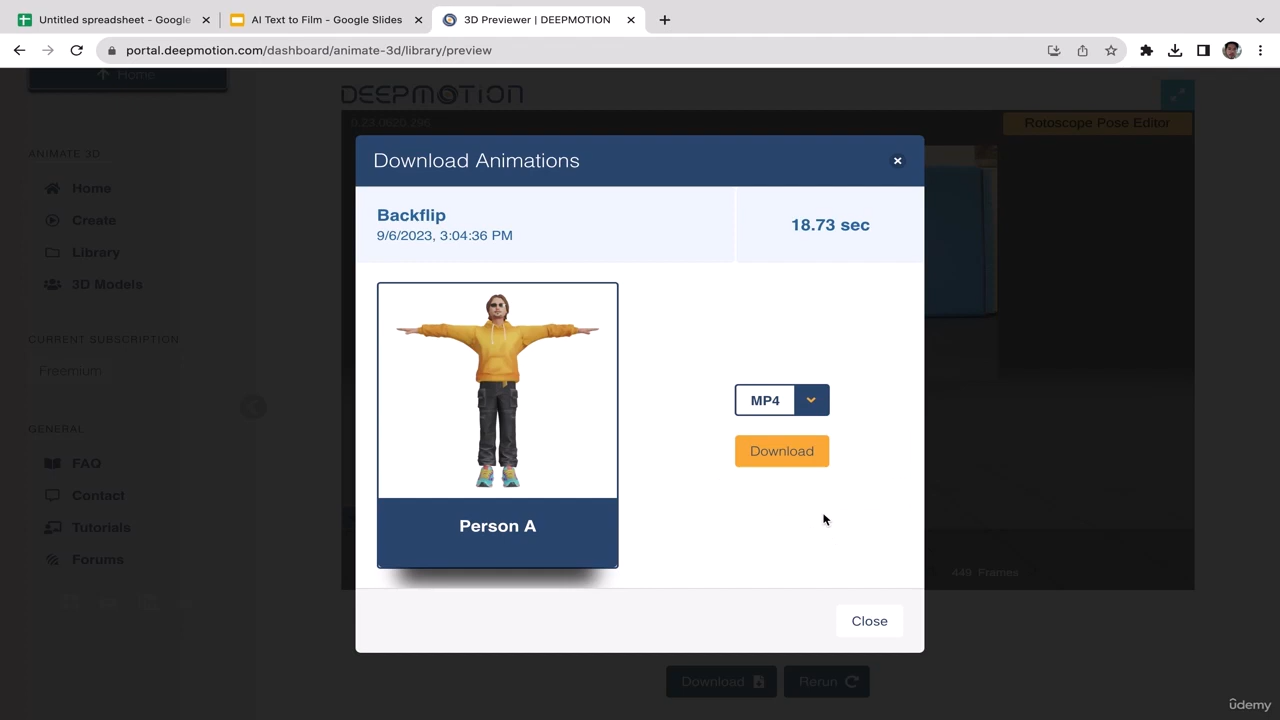 Untitled spreadsheet - Google
AI Text to Film - Google Slides
3D Previewer | DEEPMOTION
portal.deepmotion.com/dashboard/animate-3d/library/preview
Home
DEEPMOTION
Rotoscope Pose Editor
ANIMATE 3D
Home
Create
Library
3D Models
CURRENT SUBSCRIPTION
Freemium
GENERAL
FAQ
Contact
Tutorials
Forums
Download Animations
Backflip
9/6/2023, 3:04:36 PM
18.73 sec
MP4
Download
Person A
449 Frames
Close
Download
Rerun
ûdemy